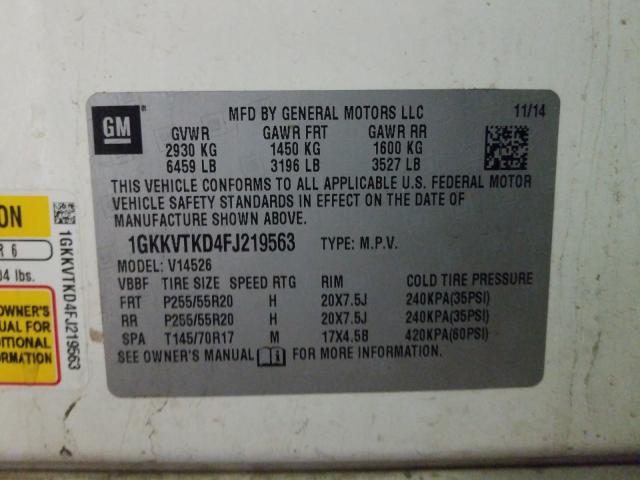 GM
MFD BY GENERAL MOTORS LLC 11/14
GVWR GAWR FRT GAWR RR
2930 KG 1450 KG 1600 KG
6459 LB 3196 LB 3527 LB
THIS VEHICLE CONFORMS TO ALL APPLICABLE U.S. FEDERAL MOTOR
VEHICLE SAFETY STANDARDS IN EFFECT ON THE DATE OF
MANUFACTURE SHOWN ABOVE.
1GKKVTKD4FJ219563 TYPE: M.P.V.
MODEL: V14526
VBBF TIRE SIZE SPEED RTG RIM COLD TIRE PRESSURE
FRT P255/55R20 H 20X7.5J 240KPA(35PSI)
RR P255/55R20 H 20X7.5J 240KPA(35PSI)
SPA T145/70R17 M 17X4.5B 420KPA(60PSI)
SEE OWNER'S MANUAL FOR MORE INFORMATION.
ON
R 6
04 lbs.
OWNER'S
UAL FOR
DITIONAL
ORMATION
1GKKVTKD4FJ219563